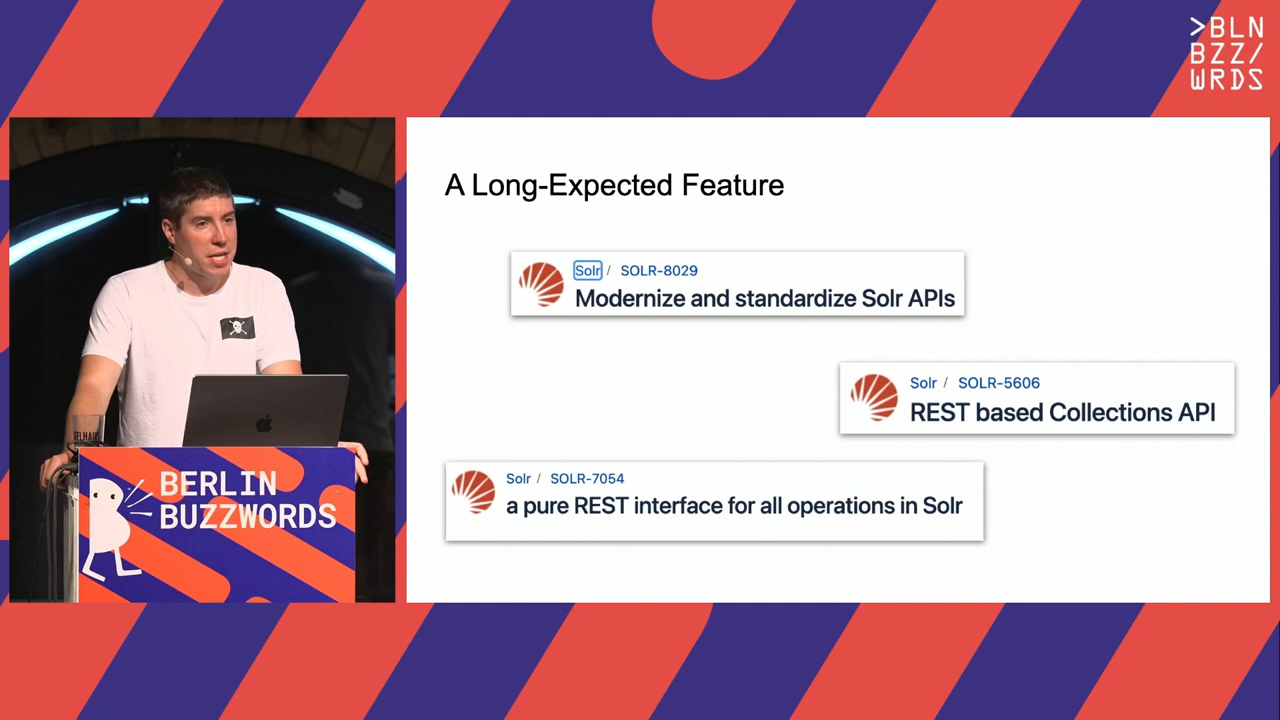 >BLN
BZZ/
WRDS
A Long-Expected Feature
Solr / SOLR-8029
Modernize and standardize Solr APIs
Solr / SOLR-5606
REST based Collections API
Solr / SOLR-7054
a pure REST interface for all operations in Solr
BERLIN
BUZZWORDS